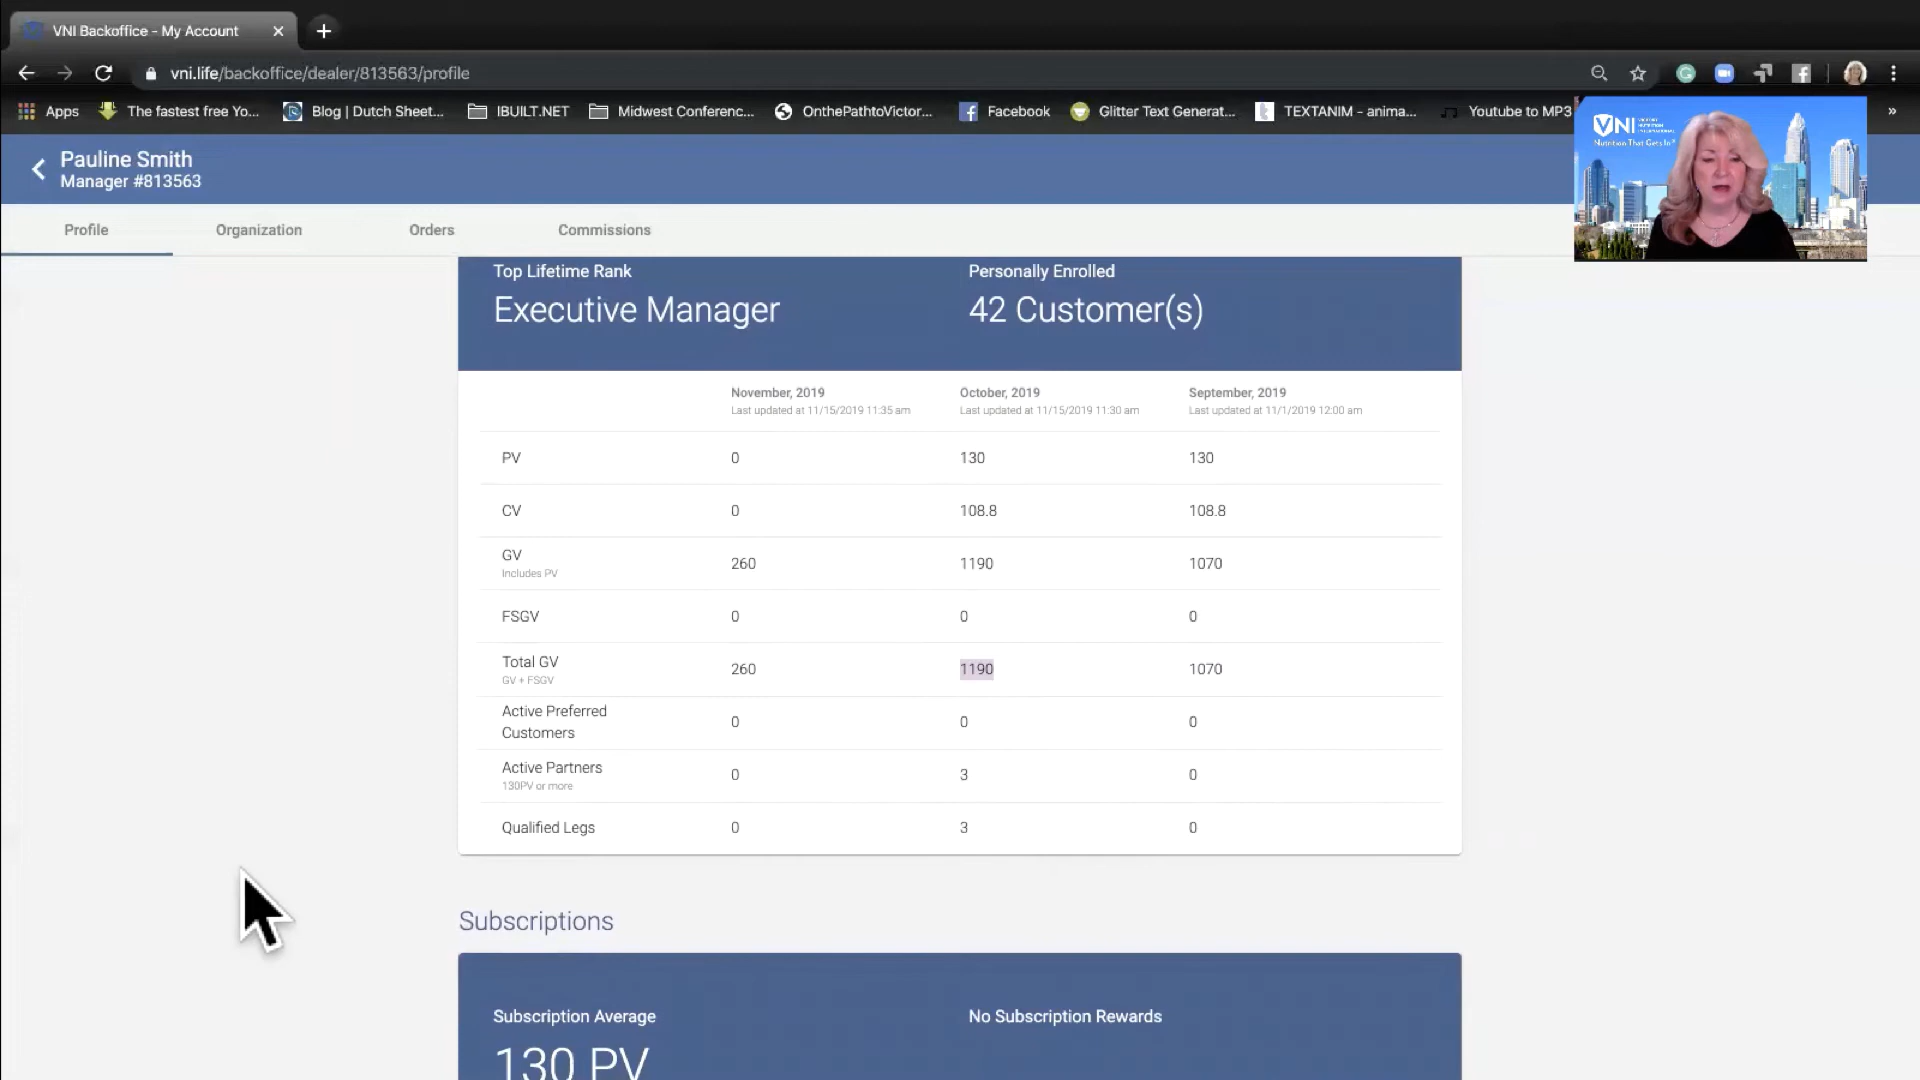 VNI Backoffice - My Account
vni.life/backoffice/dealer/813563/profile
Apps The fastest free Yo... Blog | Dutch Sheet... IBUILT.NET Midwest Conferenc... OnthePathtoVictor... Facebook Glitter Text Generat... TEXTANIM - anima... Youtube to MP3 »
VNI
Nutrition That Gets In
Pauline Smith
Manager #813563
Profile Organization Orders Commissions
Top Lifetime Rank Personally Enrolled
Executive Manager 42 Customer(s)
November, 2019 October, 2019 September, 2019
Last updated at 11/15/2019 11:35 am Last updated at 11/15/2019 11:30 am Last updated at 11/1/2019 12:00 am
PV 0 130 130
CV 0 108.8 108.8
GV 260 1190 1070
Includes PV
FSGV 0 0 0
Total GV 260 1190 1070
GV + FSGV
Active Preferred
Customers 0 0 0
Active Partners 0 3 0
130PV or more
Qualified Legs 0 3 0
Subscriptions
Subscription Average No Subscription Rewards
130 PV